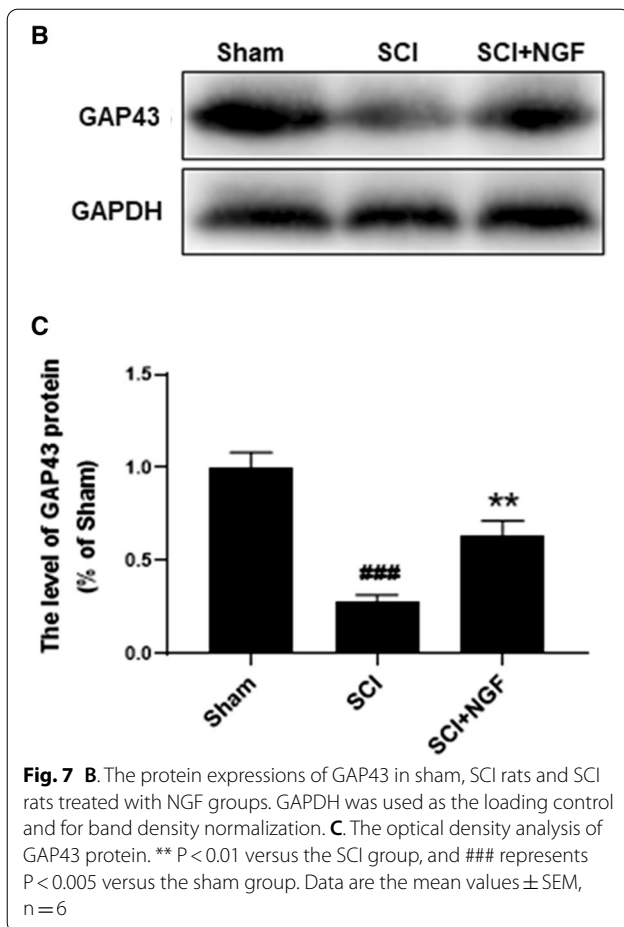 B
Sham SCI SCI+NGF
GAP43
GAPDH
C
The level of GAP43 protein
(% of Sham)
1.5
1.0
0.5
0.0
**
###
Sham
SCI
SCI+NGF
Fig. 7 B. The protein expressions of GAP43 in sham, SCI rats and SCI
rats treated with NGF groups. GAPDH was used as the loading control
and for band density normalization. C. The optical density analysis of
GAP43 protein. ** P < 0.01 versus the SCI group, and ### represents
P < 0.005 versus the sham group. Data are the mean values ± SEM,
n = 6